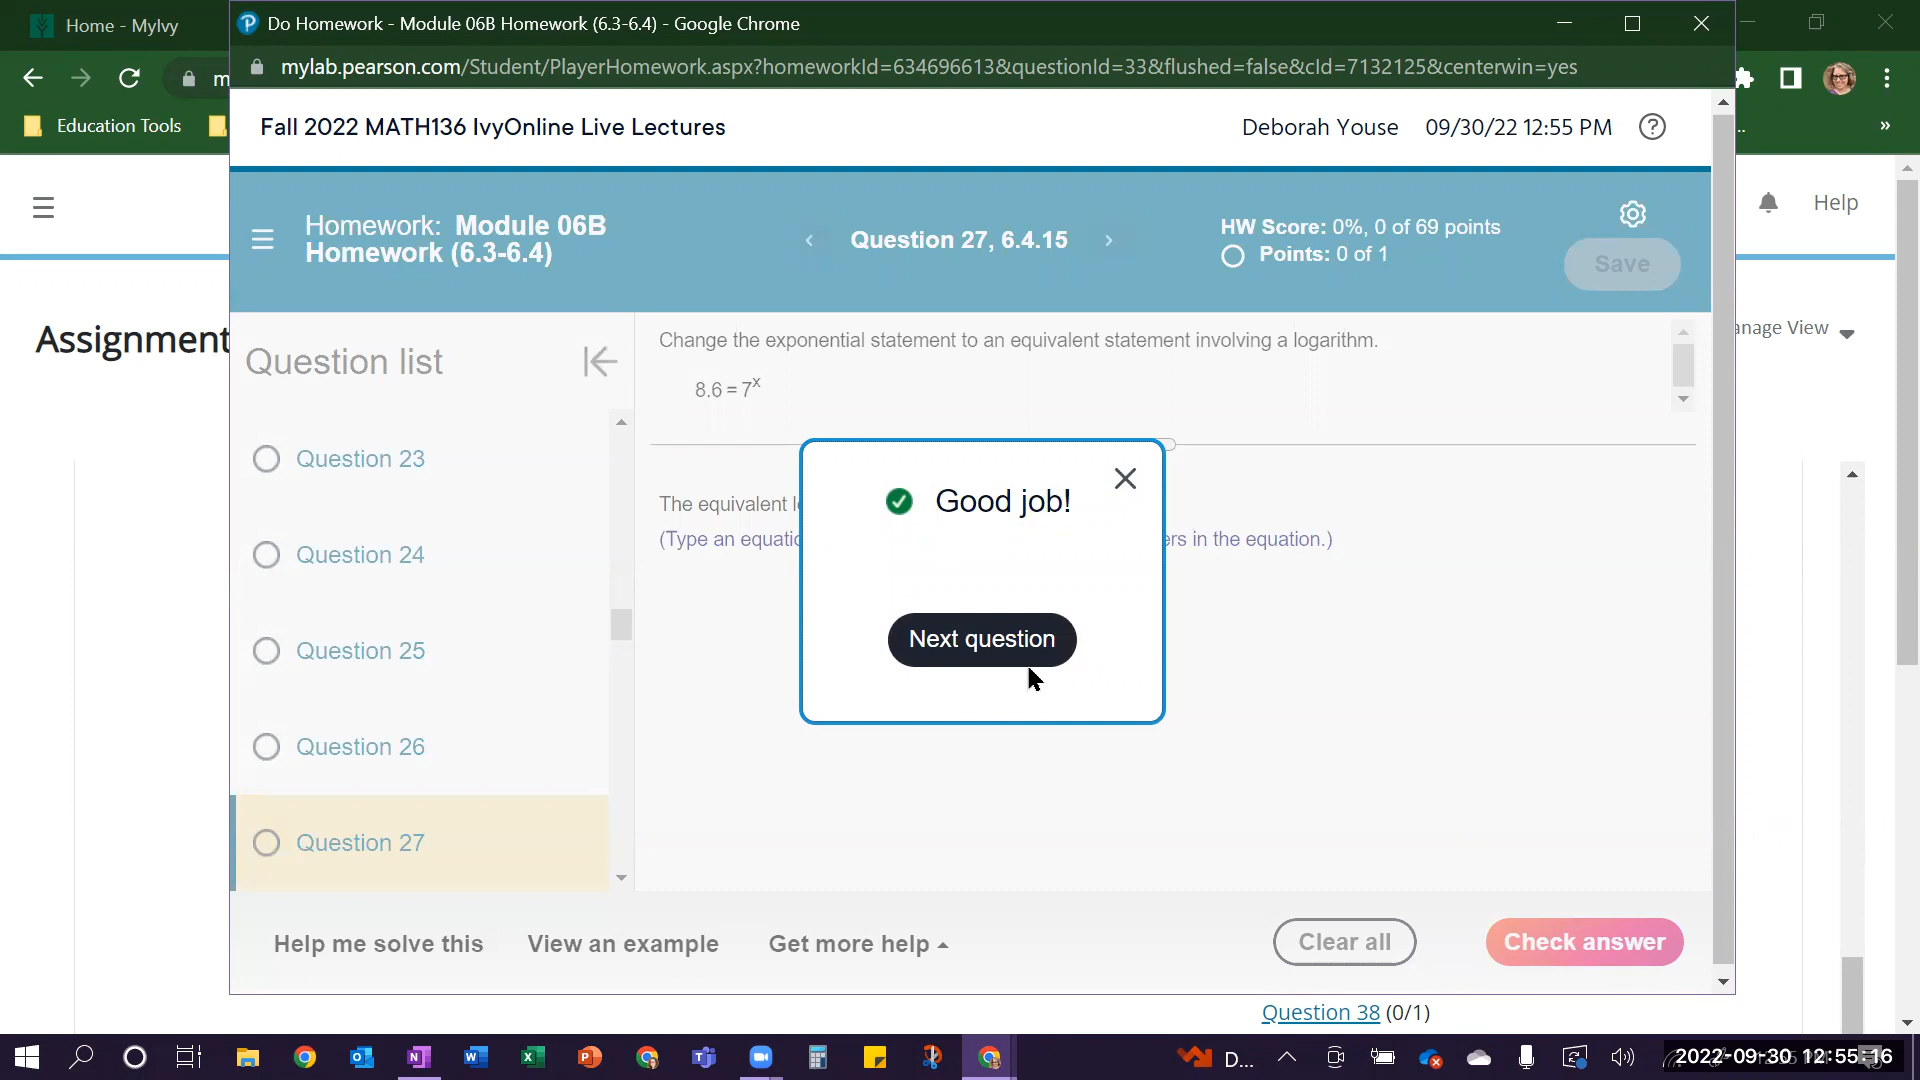 Home - MyIvy
Do Homework - Module 06B Homework (6.3-6.4) - Google Chrome
m
mylab.pearson.com/Student/PlayerHomework.aspx?homeworkId=634696613&questionId=33&flushed=false&cId=7132125&centerwin=yes
Education Tools
Fall 2022 MATH136 IvyOnline Live Lectures
Deborah Youse 09/30/22 12:55 PM
Help
Homework: Module 06B
Homework (6.3-6.4)
Question 27, 6.4.15
HW Score: 0%, 0 of 69 points
Points: 0 of 1
Save
Assignment
anage View
Question list
Change the exponential statement to an equivalent statement involving a logarithm.
8.6 = 7^x
Question 23
Good job!
The equivalent l
(Type an equatio
ers in the equation.)
Question 24
Next question
Question 25
Question 26
Question 27
Help me solve this
View an example
Get more help
Clear all
Check answer
Question 38 (0/1)
D...
2022-09-30 12:55:16